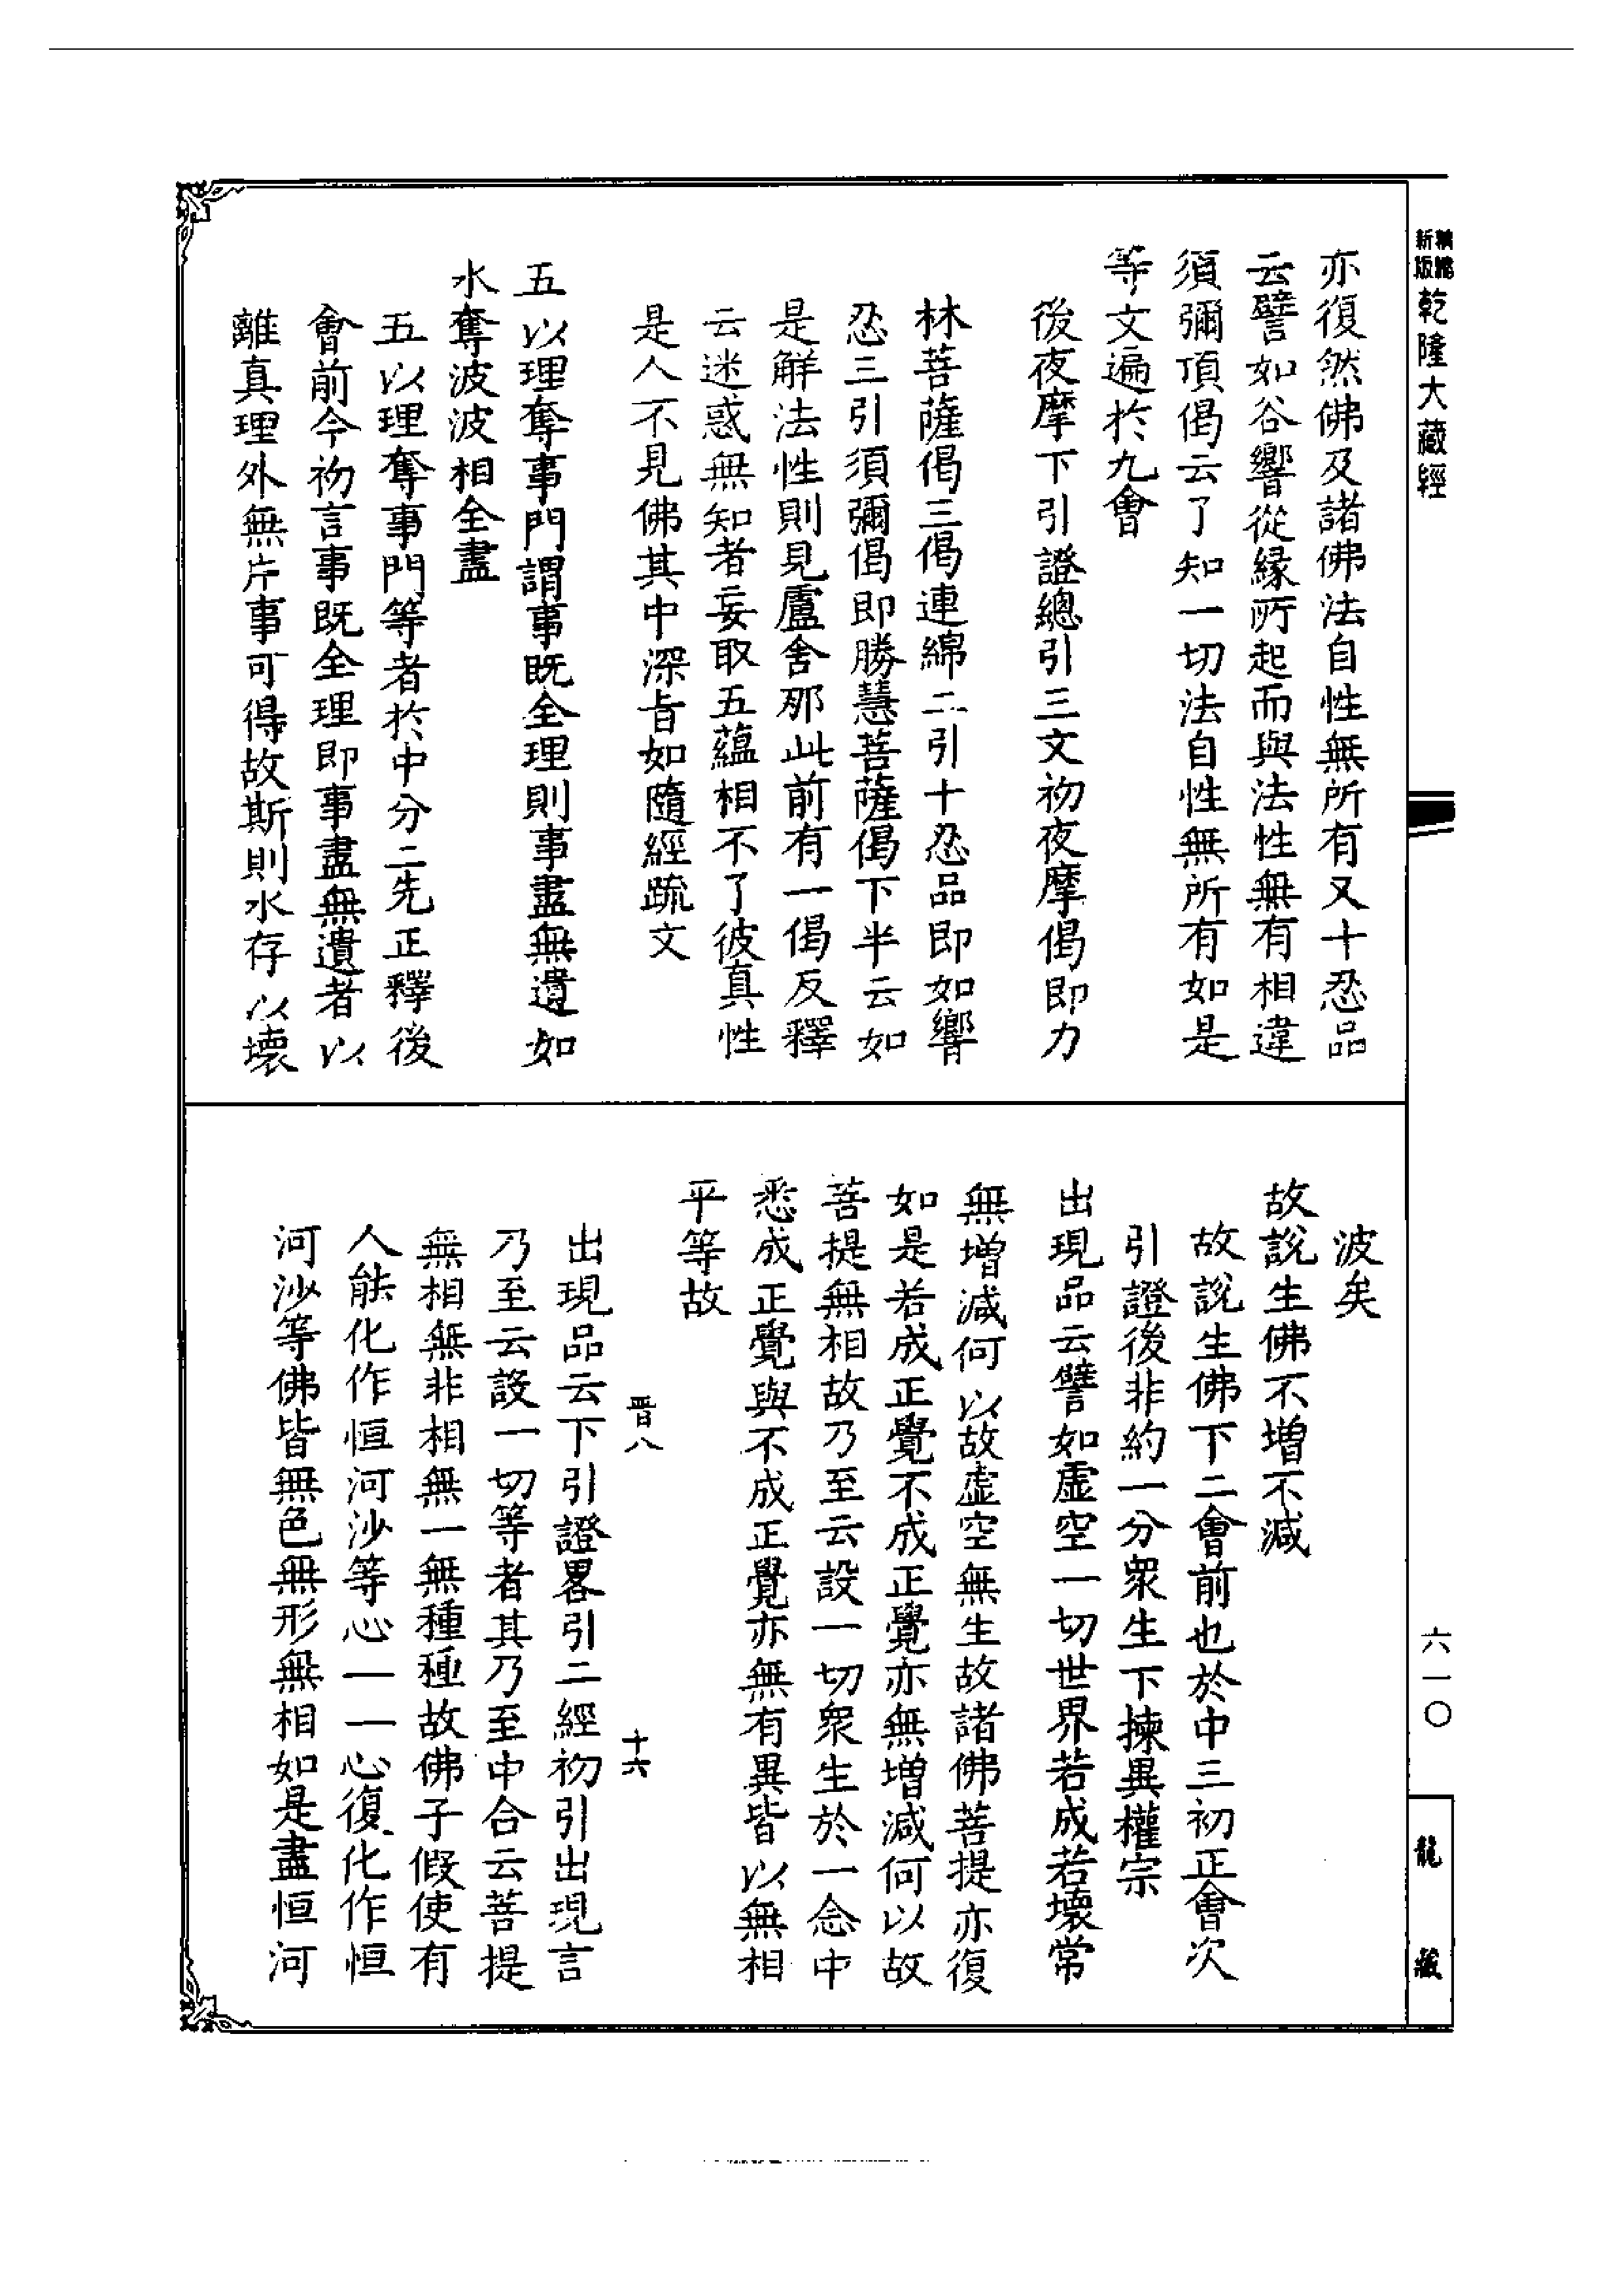 新版
精縮
乾隆大藏經
六一〇
龍藏
亦復然佛及諸佛法自性無所有又十忍品
云譬如谷響從緣所起而與法性無有相違
須彌頂偈云了知一切法自性無所有如是
等文遍於九會
後夜摩下引證總引三文初夜摩偈即力
林菩薩偈三偈連綿二引十忍品即如響
忍三引須彌偈即勝慧菩薩偈下半云如
是解法性則見盧舍那此前有一偈反釋
云迷惑無知者妄取五蘊相不了彼真性
是人不見佛其中深旨如隨經疏文
五以理奪事門謂事既全理則事盡無遺如
水奪波波相全盡
五以理奪事門等者於中分二先正釋後
會前今初言事既全理即事盡無遺者以
離真理外無片事可得故斯則水存以壞
波矣
故說生佛不增不減
故說生佛下二會前也於中三初正會次
引證後非約一分眾生下揀異權宗
出現品云譬如虛空一切世界若成若壞常
無增減何以故虛空無生故諸佛菩提亦復
如是若成正覺不成正覺亦無增減何以故
菩提無相故乃至云設一切眾生於一念中
悉成正覺與不成正覺亦無有異皆以無相
平等故
晋八
十六
出現品云下引證畧引二經初引出現言
乃至云設一切等者其乃至中合云菩提
無相無非相無一無種種故佛子假使有
人能化作恒河沙等心一一心復化作恒
河沙等佛皆無色無形無相如是盡恒河